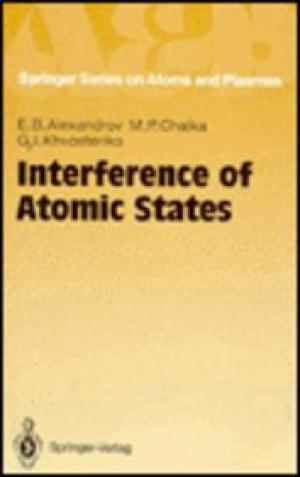 Springer Series on Atoms and Plasmas
E. B. Alexandrov M. P. Chaika
G. I. Khvostenko
Interference of
Atomic States
Springer-Verlag